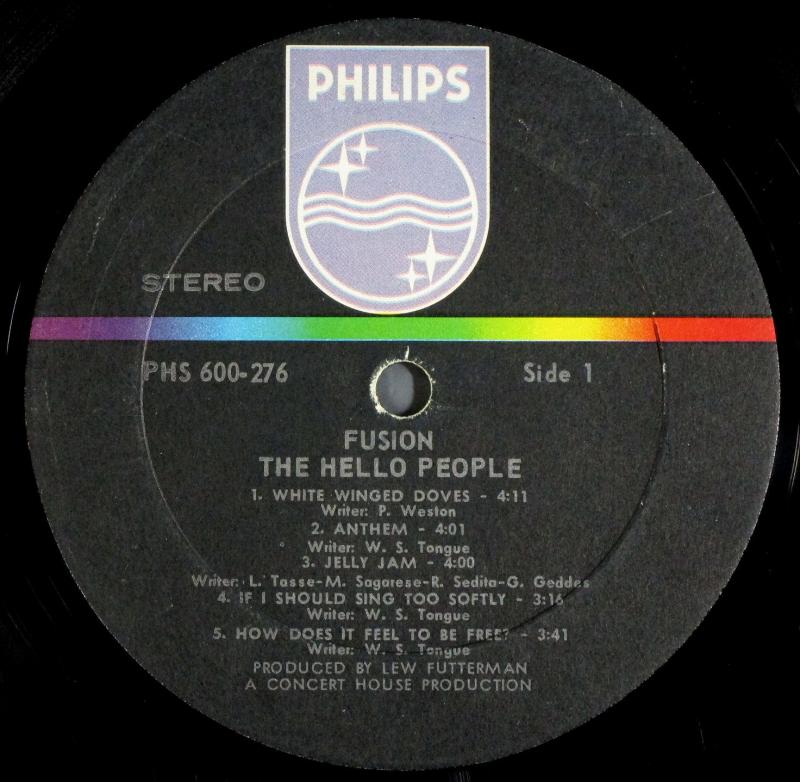 PHILIPS
STEREO
PHS 600-276 Side 1
FUSION
THE HELLO PEOPLE
1. WHITE WINGED DOVES - 4:11
Writer: P. Weston
2. ANTHEM - 4:01
Writer: W. S. Tongue
3. JELLY JAM - 4:00
Writer: L. Tasse-M. Sagarese-R. Sedita-G. Geddes
4. IF I SHOULD SING TOO SOFTLY - 3:16
Writer: W. S. Tongue
5. HOW DOES IT FEEL TO BE FREE? - 3:41
Writer: W. S. Tongue
PRODUCED BY LEW FUTTERMAN
A CONCERT HOUSE PRODUCTION